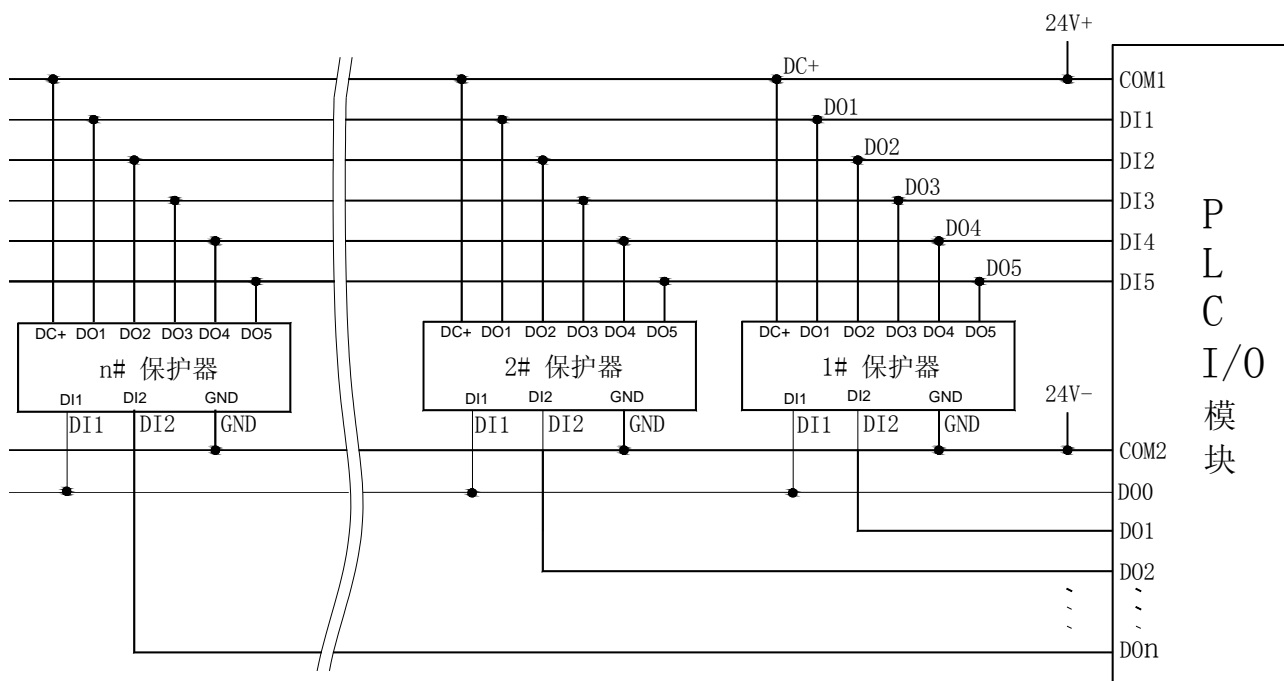 24V+
DC+
COM1
DO1
DI1
DO2
DI2
DO3
DI3
DO4
DI4
DO5
DI5
DC+ DO1 DO2 DO3 DO4 DO5
n# 保护器
DI1 DI2 GND
DI1 DI2 GND
DC+ DO1 DO2 DO3 DO4 DO5
2# 保护器
DI1 DI2 GND
DI1 DI2 GND
DC+ DO1 DO2 DO3 DO4 DO5
1# 保护器
DI1 DI2 GND
DI1 DI2 GND
24V-
COM2
DO0
DO1
DO2
DOn
P
L
C
I/O
模
块